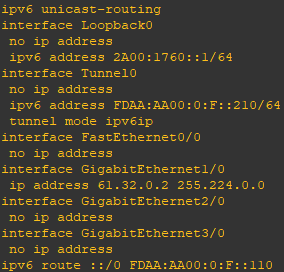 ipv6 unicast-routing
interface Loopback0
no ip address
ipv6 address 2A00:1760::1/64
interface Tunnel0
no ip address
ipv6 address FDAA:AA00:0:F::210/64
tunnel mode ipv6ip
interface FastEthernet0/0
no ip address
interface GigabitEthernet1/0
ip address 61.32.0.2 255.224.0.0
interface GigabitEthernet2/0
no ip address
interface GigabitEthernet3/0
no ip address
ipv6 route ::/0 FDAA:AA00:0:F::110